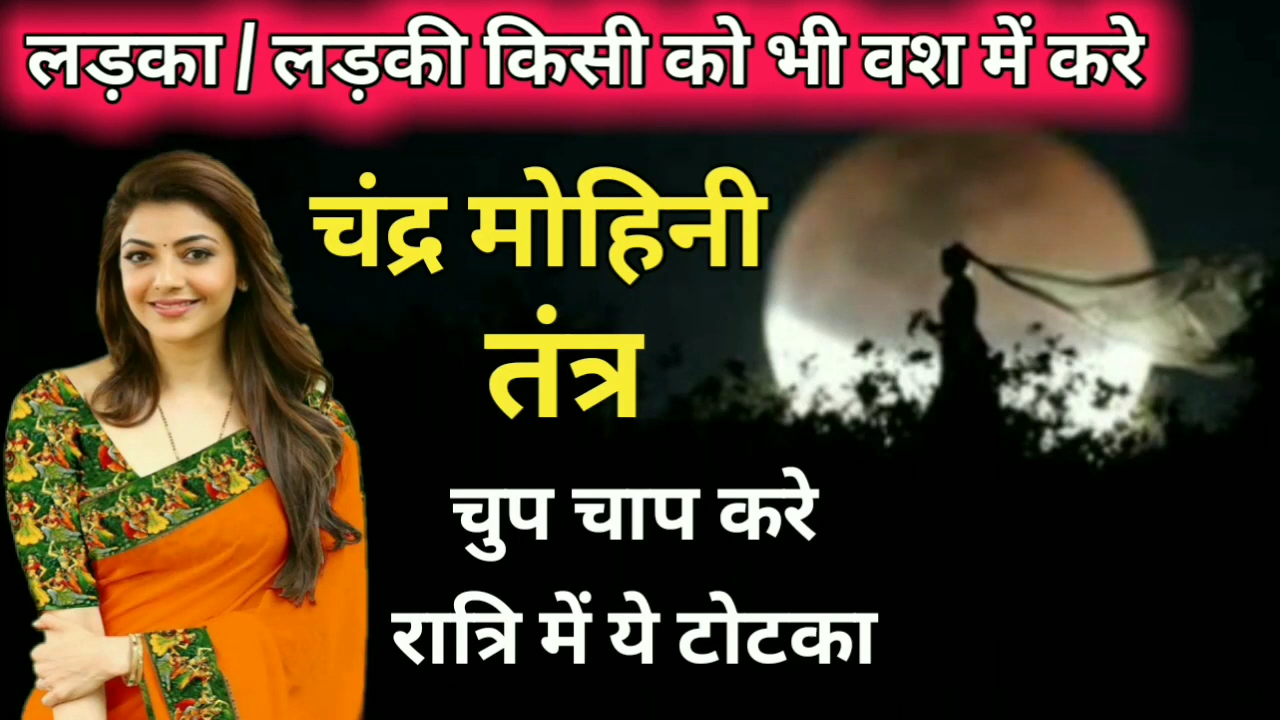 लड़का / लड़की किसी को भी वश में करे
चंद्र मोहिनी
तंत्र
चुप चाप करे
रात्रि में ये टोटका